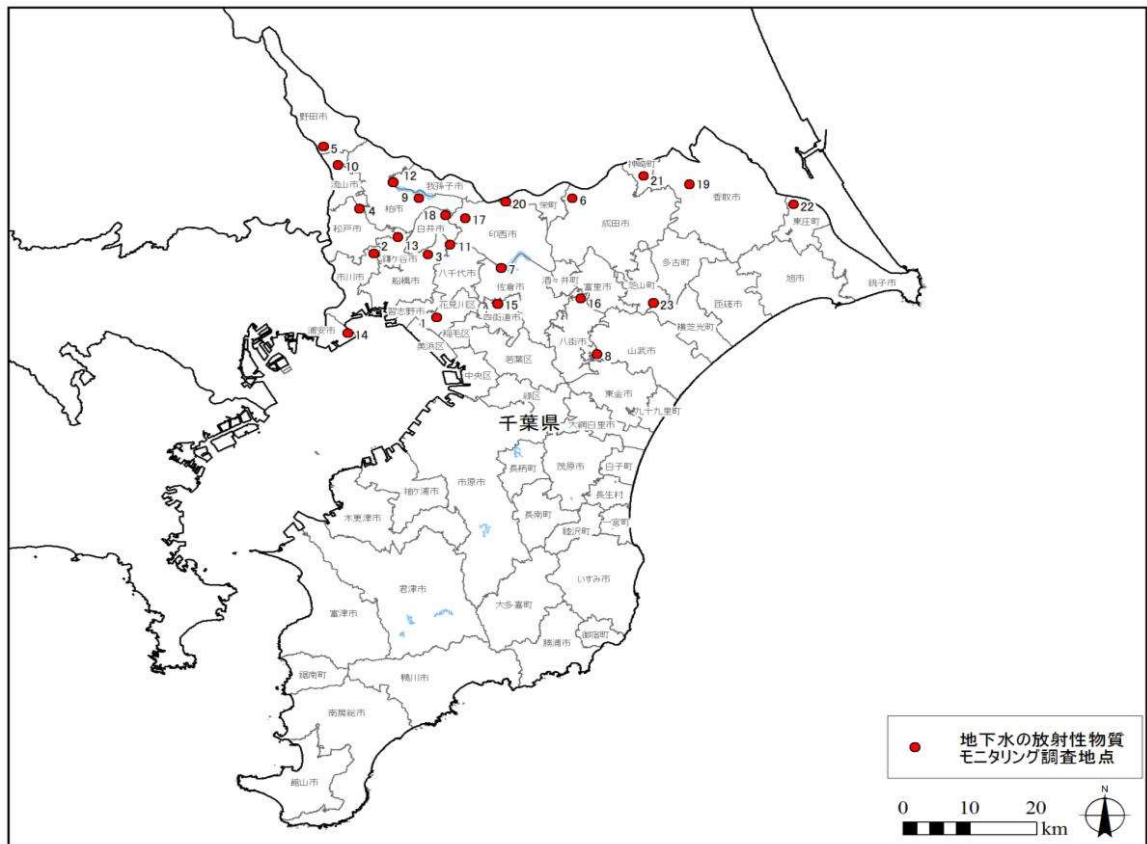 野田市
5
10
流山市
12
我孫子市
9
柏市
4
松戸市
18
17
白井市
20
印西市
栄町
6
神崎町
21
19
香取市
22
東庄町
成田市
2
13
3
11
鎌ケ谷市
市川市
船橋市
八千代市
7
佐倉市
酒々井町
富里市
16
多古町
芝山町
23
旭市
銚子市
匝瑳市
横芝光町
15
四街道市
花見川区
習志野市
1
稲毛区
美浜区
浦安市
14
若葉区
中央区
緑区
八街市
8
山武市
東金市
九十九里町
大網白里市
千葉県
市原市
長柄町
茂原市
白子町
長生村
袖ケ浦市
木更津市
長南町
睦沢町
宮町
いすみ市
君津市
富津市
大多喜町
勝浦市
御宿町
鋸南町
鴨川市
南房総市
館山市
地下水の放射性物質
モニタリング調査地点
N
0 10 20
km